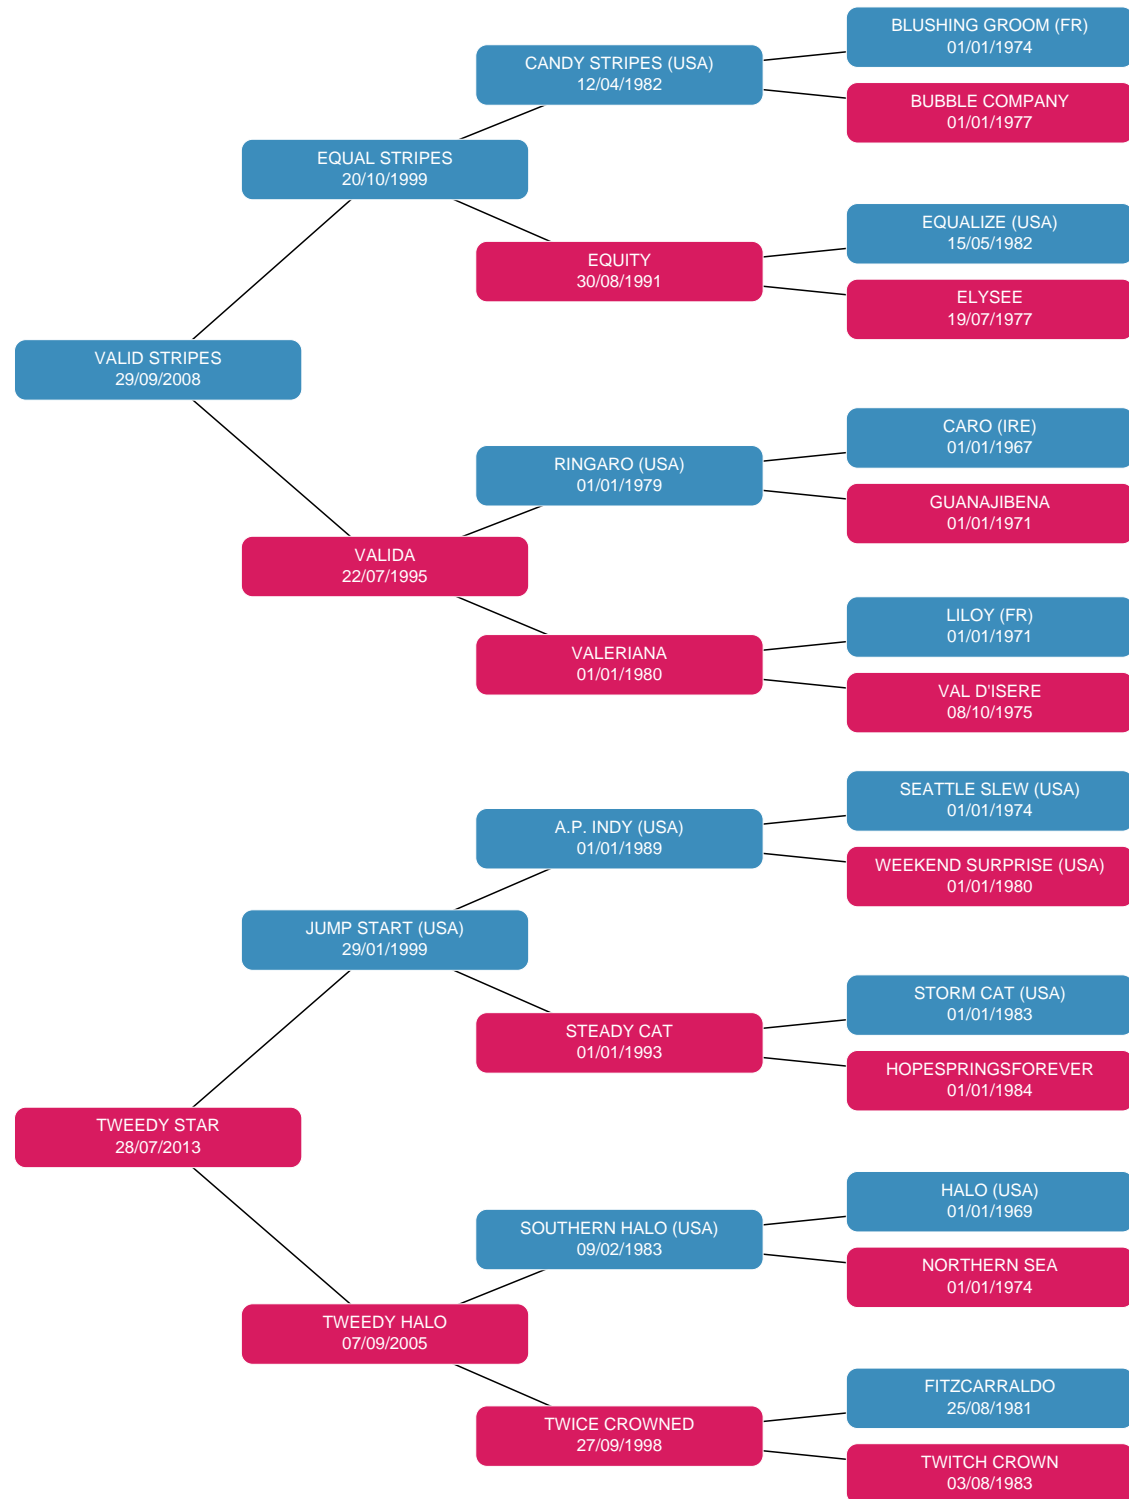 BLUSHING GROOM (FR)
01/01/1974
CANDY STRIPES (USA)
12/04/1982
BUBBLE COMPANY
01/01/1977
EQUAL STRIPES
20/10/1999
EQUALIZE (USA)
15/05/1982
EQUITY
30/08/1991
ELYSEE
19/07/1977
VALID STRIPES
29/09/2008
CARO (IRE)
01/01/1967
RINGARO (USA)
01/01/1979
GUANAJIBENA
01/01/1971
VALIDA
22/07/1995
LILOY (FR)
01/01/1971
VALERIANA
01/01/1980
VAL D'ISERE
08/10/1975
SEATTLE SLEW (USA)
01/01/1974
A.P. INDY (USA)
01/01/1989
WEEKEND SURPRISE (USA)
01/01/1980
JUMP START (USA)
29/01/1999
STORM CAT (USA)
01/01/1983
STEADY CAT
01/01/1993
HOPESPRINGSFOREVER
01/01/1984
TWEEDY STAR
28/07/2013
HALO (USA)
01/01/1969
SOUTHERN HALO (USA)
09/02/1983
NORTHERN SEA
01/01/1974
TWEEDY HALO
07/09/2005
FITZCARRALDO
25/08/1981
TWICE CROWNED
27/09/1998
TWITCH CROWN
03/08/1983